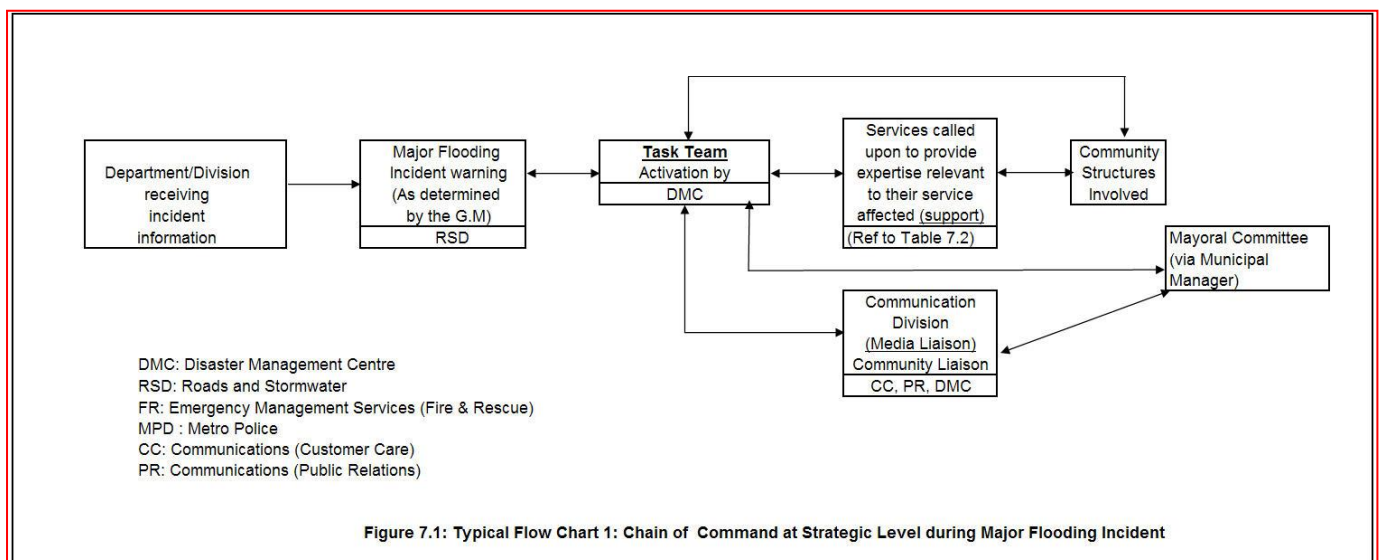 Department/Division
receiving
incident
information
Major Flooding
Incident warning
(As determined
by the G.M)
RSD
Task Team
Activation by
DMC
Services called
upon to provide
expertise relevant
to their service
affected (support)
(Ref to Table 7.2)
Community
Structures
Involved
Mayoral Committee
(via Municipal
Manager)
Communication
Division
(Media Liaison)
Community Liaison
CC, PR, DMC
DMC: Disaster Management Centre
RSD: Roads and Stormwater
FR: Emergency Management Services (Fire & Rescue)
MPD : Metro Police
CC: Communications (Customer Care)
PR: Communications (Public Relations)
Figure 7.1: Typical Flow Chart 1: Chain of Command at Strategic Level during Major Flooding Incident